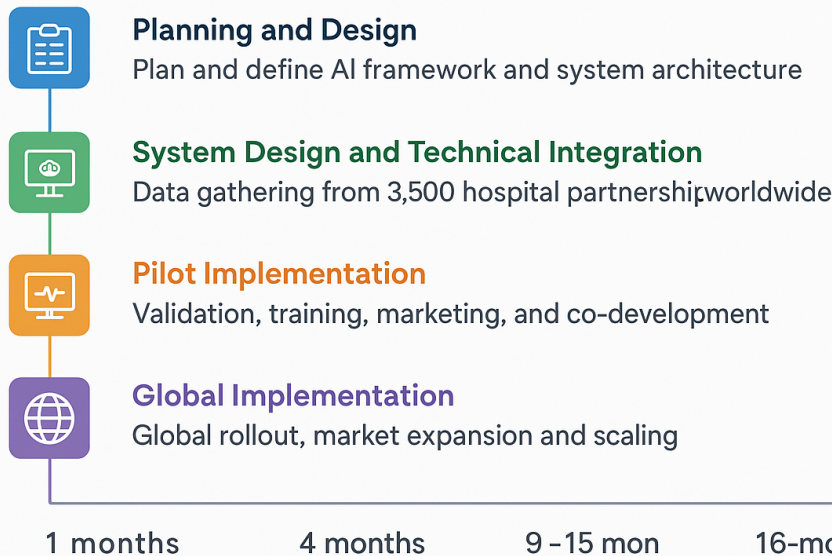 Planning and Design
Plan and define AI framework and system architecture
System Design and Technical Integration
Data gathering from 3,500 hospital worldwide
Pilot Implementation
Validation, training, marketing, and co-development
Global Implementation
Global rollout, market expansion and scaling
1 months 4 months 9-15 mon 16-mo